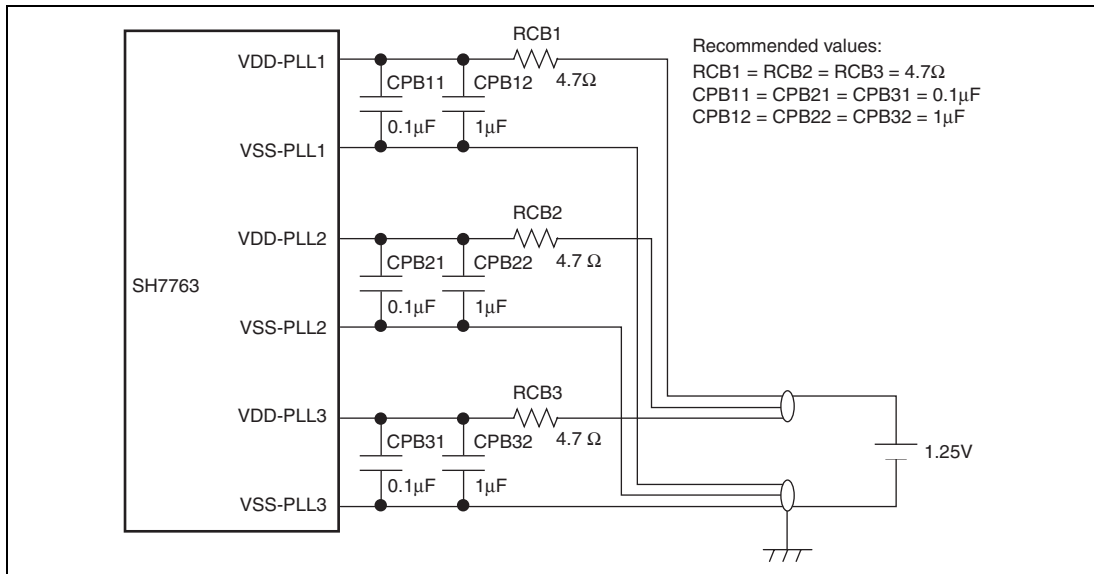 RCB1
VDD-PLL1
4.7Ω
CPB11
CPB12
0.1μF
1μF
VSS-PLL1
Recommended values:
RCB1 = RCB2 = RCB3 = 4.7Ω
CPB11 = CPB21 = CPB31 = 0.1μF
CPB12 = CPB22 = CPB32 = 1μF
RCB2
VDD-PLL2
4.7 Ω
CPB21
CPB22
SH7763
0.1μF
1μF
VSS-PLL2
RCB3
VDD-PLL3
4.7 Ω
CPB31
CPB32
1.25V
0.1μF
1μF
VSS-PLL3